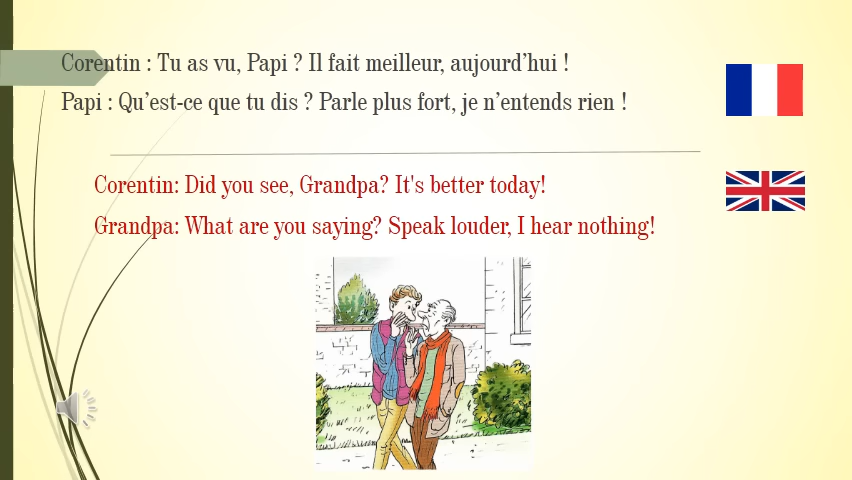 Corentin : Tu as vu, Papi ? Il fait meilleur, aujourd’hui !
Papi : Qu’est-ce que tu dis ? Parle plus fort, je n’entends rien !
Corentin: Did you see, Grandpa? It's better today!
Grandpa: What are you saying? Speak louder, I hear nothing!